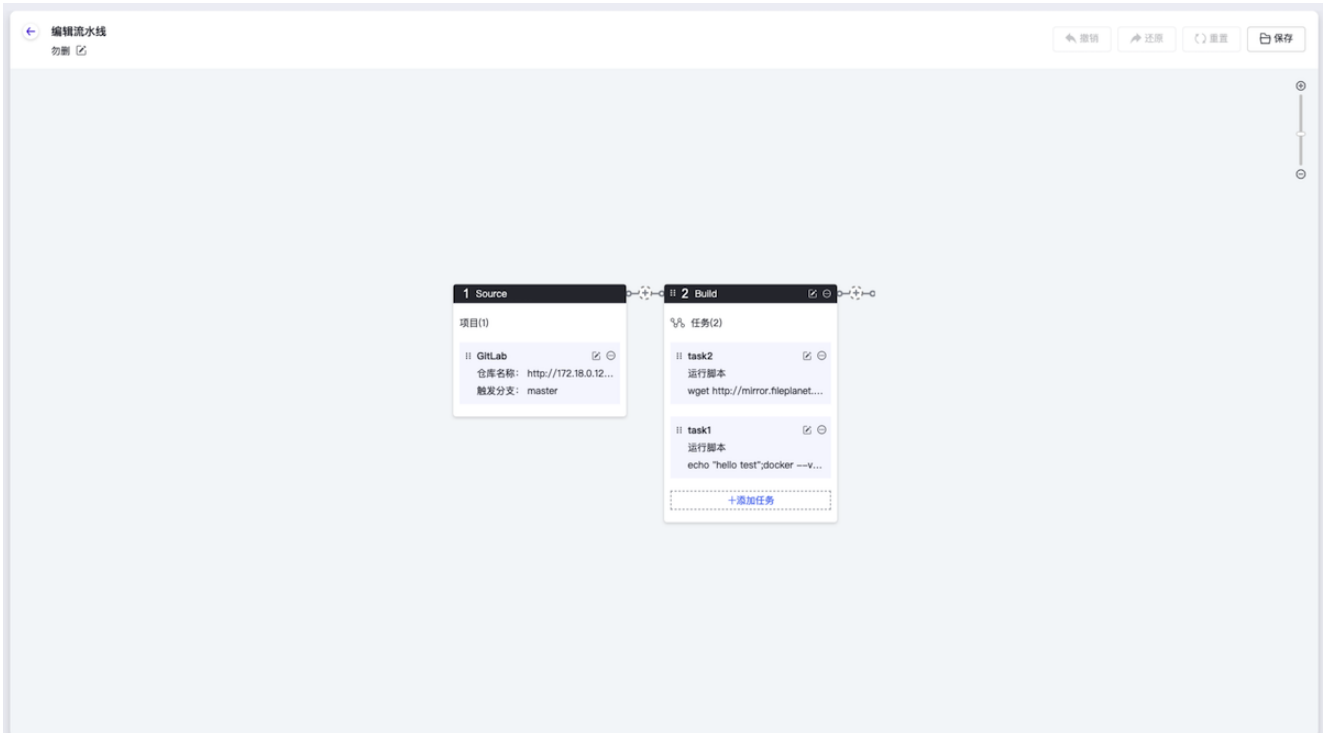 编辑流水线
勿删
撤销
还原
重置
保存
1 Source
项目(1)
GitLab
仓库名称： http://172.18.0.12...
触发分支： master
2 Build
任务(2)
task2
运行脚本
wget http://mirror.fileplanet....
task1
运行脚本
echo "hello test";docker --v...
+添加任务